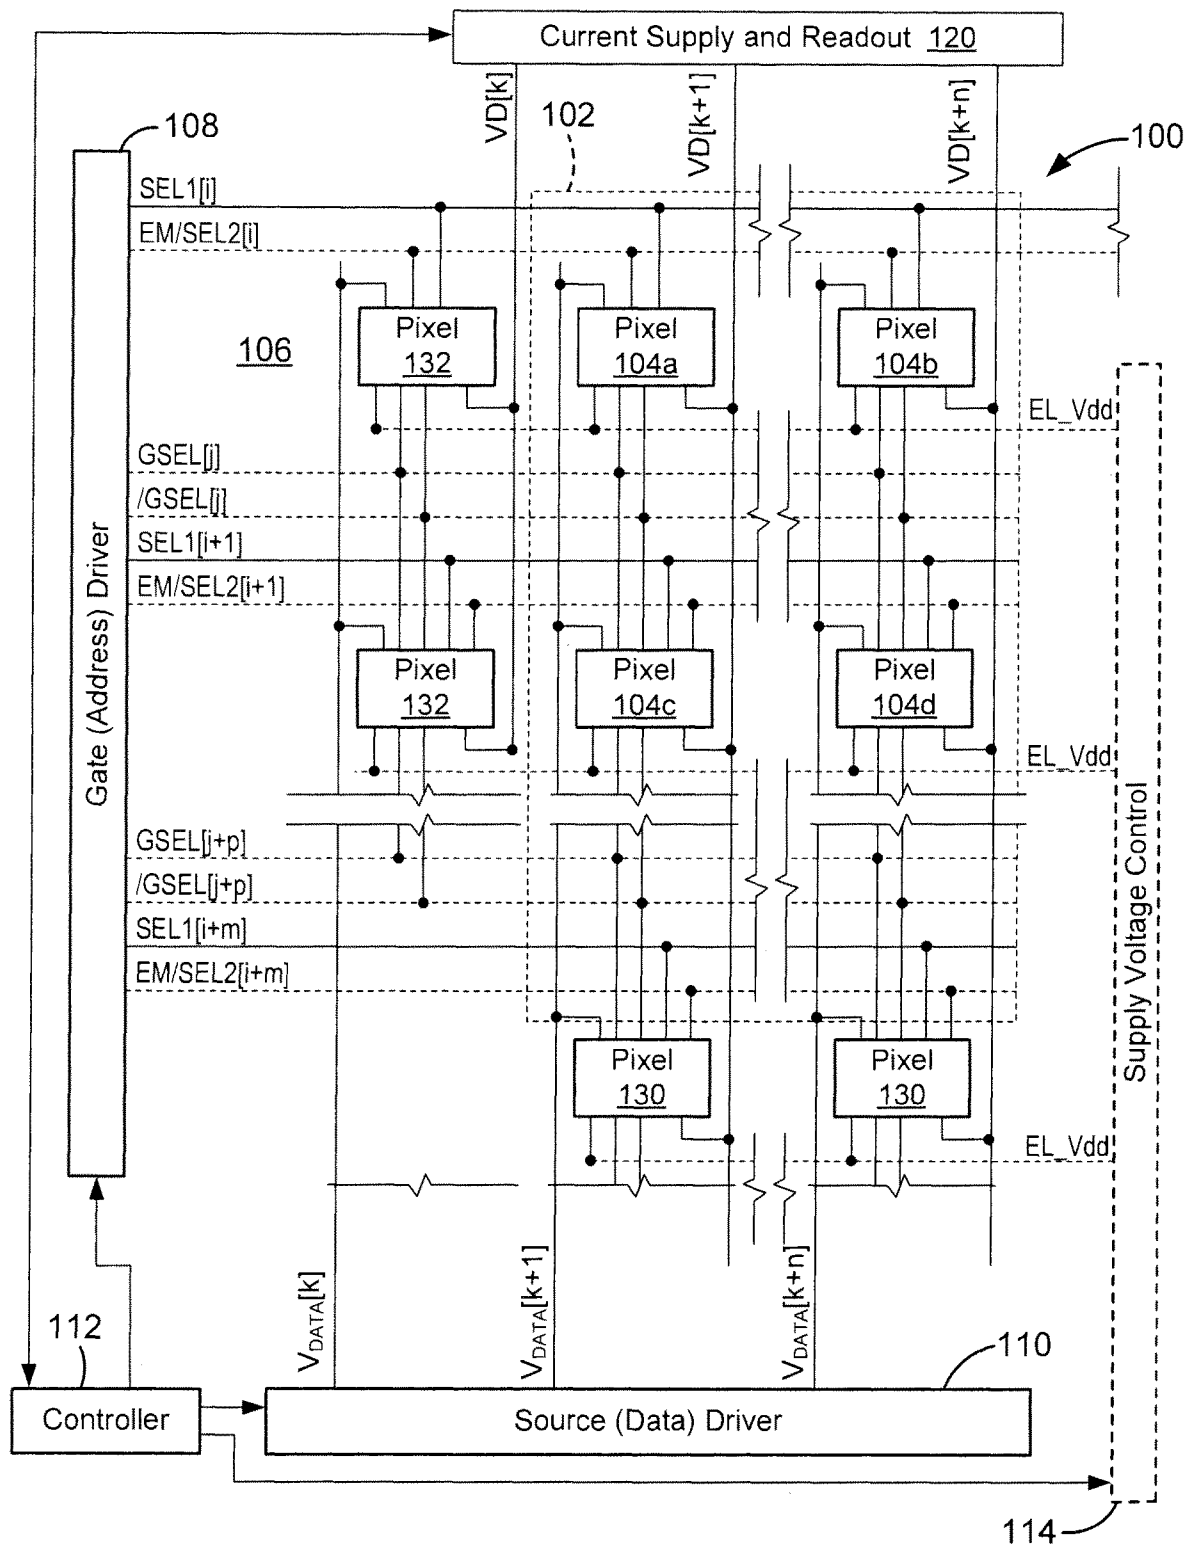 Current Supply and Readout 120
VD[k]
VD[k+1]
VD[k+n]
102
108
100
SEL1[i]
EM/SEL2[i]
106
Pixel
132
Pixel
104a
Pixel
104b
EL_Vdd
GSEL[j]
/GSEL[j]
SEL1[i+1]
EM/SEL2[i+1]
Gate (Address) Driver
Pixel
132
Pixel
104c
Pixel
104d
EL_Vdd
GSEL[j+p]
/GSEL[j+p]
SEL1[i+m]
EM/SEL2[i+m]
Supply Voltage Control
Pixel
130
Pixel
130
EL_Vdd
VDATA[k]
VDATA[k+1]
VDATA[k+n]
112
110
Controller
Source (Data) Driver
114